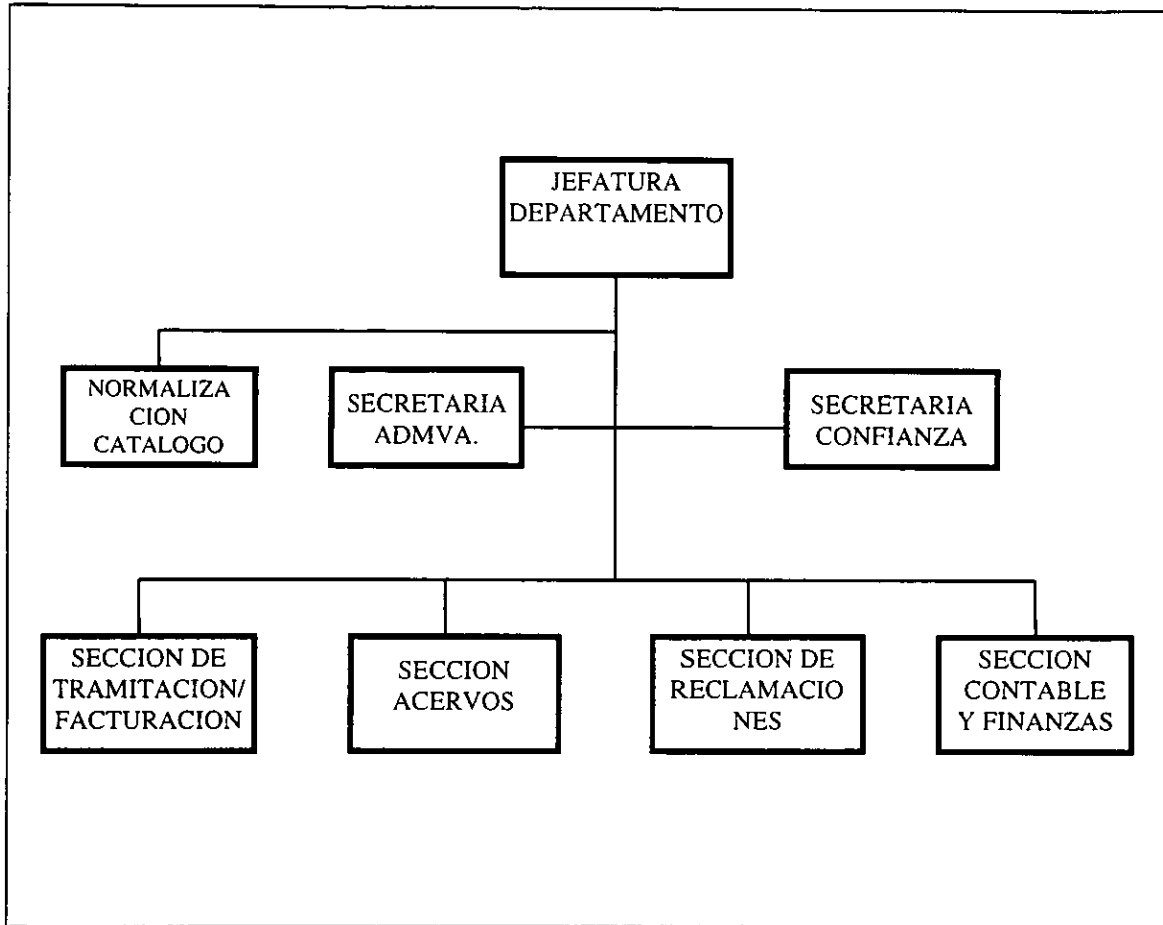 JEFATURA
DEPARTAMENTO
NORMALIZA
CION
CATALOGO
SECRETARIA
ADMVA.
SECRETARIA
CONFIANZA
SECCION DE
TRAMITACION/
FACTURACION
SECCION
ACERVOS
SECCION DE
RECLAMACIO
NES
SECCION
CONTABLE
Y FINANZAS